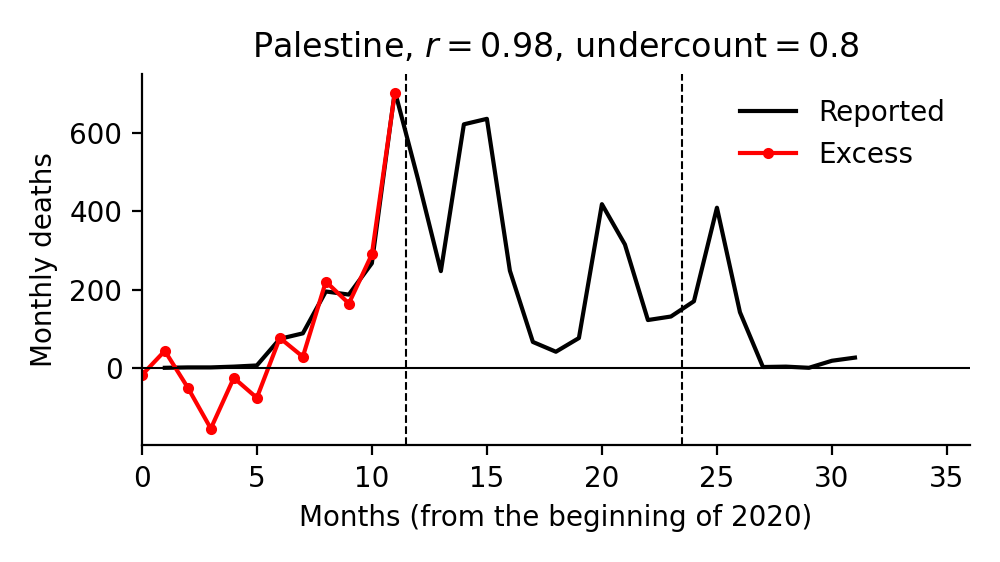 Palestine, r = 0.98, undercount = 0.8
Reported
Excess
Monthly deaths
600
400
200
0
0 5 10 15 20 25 30 35
Months (from the beginning of 2020)